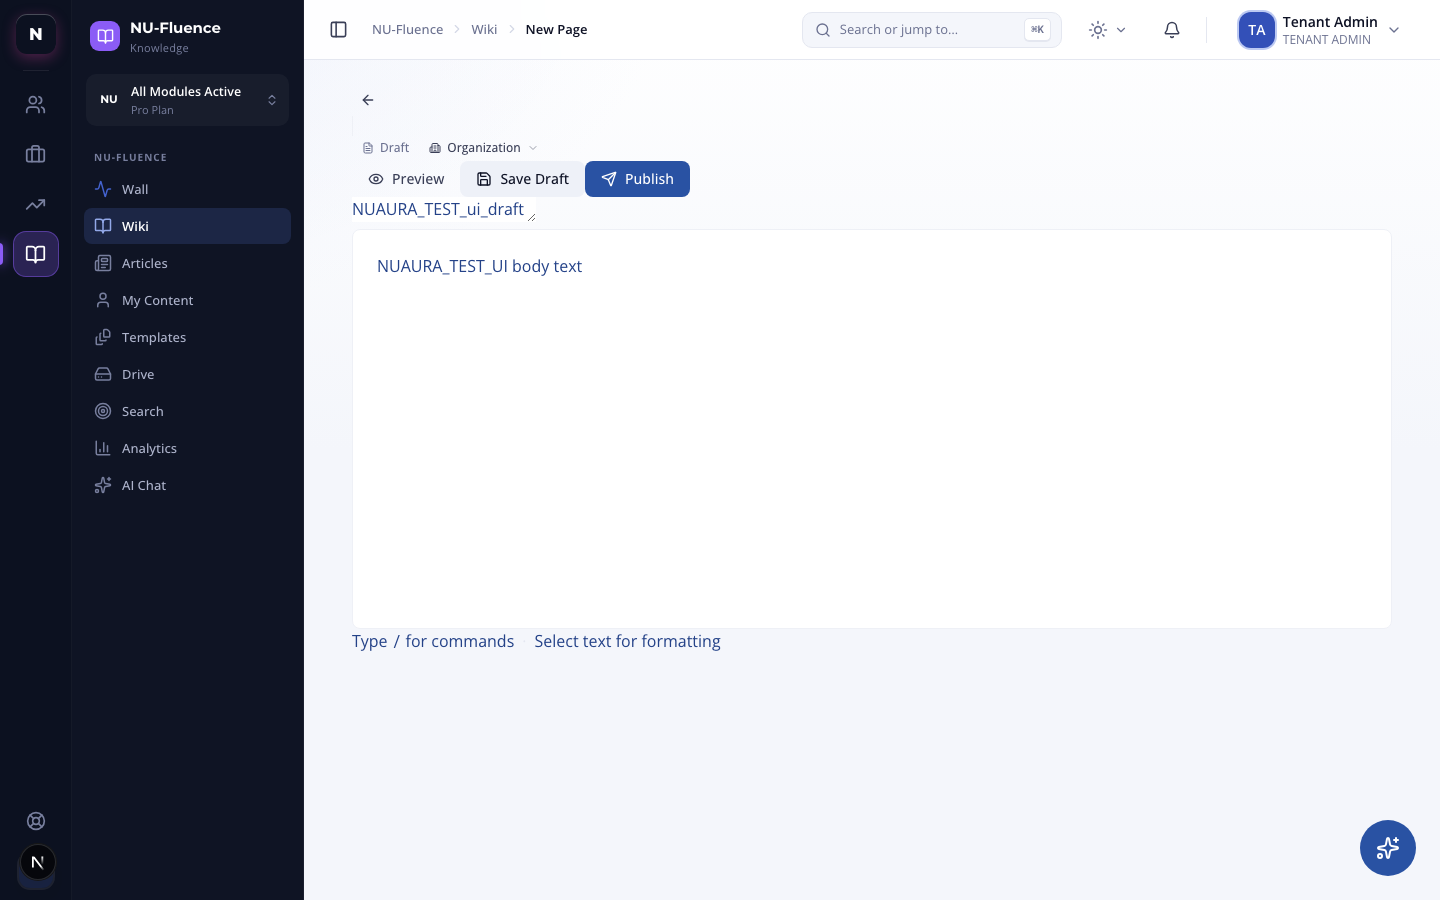 N
NU-Fluence
Knowledge
NU
All Modules Active
Pro Plan
NU-FLUENCE
Wall
Wiki
Articles
My Content
Templates
Drive
Search
Analytics
AI Chat
N
NU-Fluence > Wiki > New Page
Search or jump to...
⌘K
TA
Tenant Admin
TENANT ADMIN
Draft
Organization
Preview
Save Draft
Publish
NUAURA_TEST_ui_draft
NUAURA_TEST_UI body text
Type / for commands · Select text for formatting